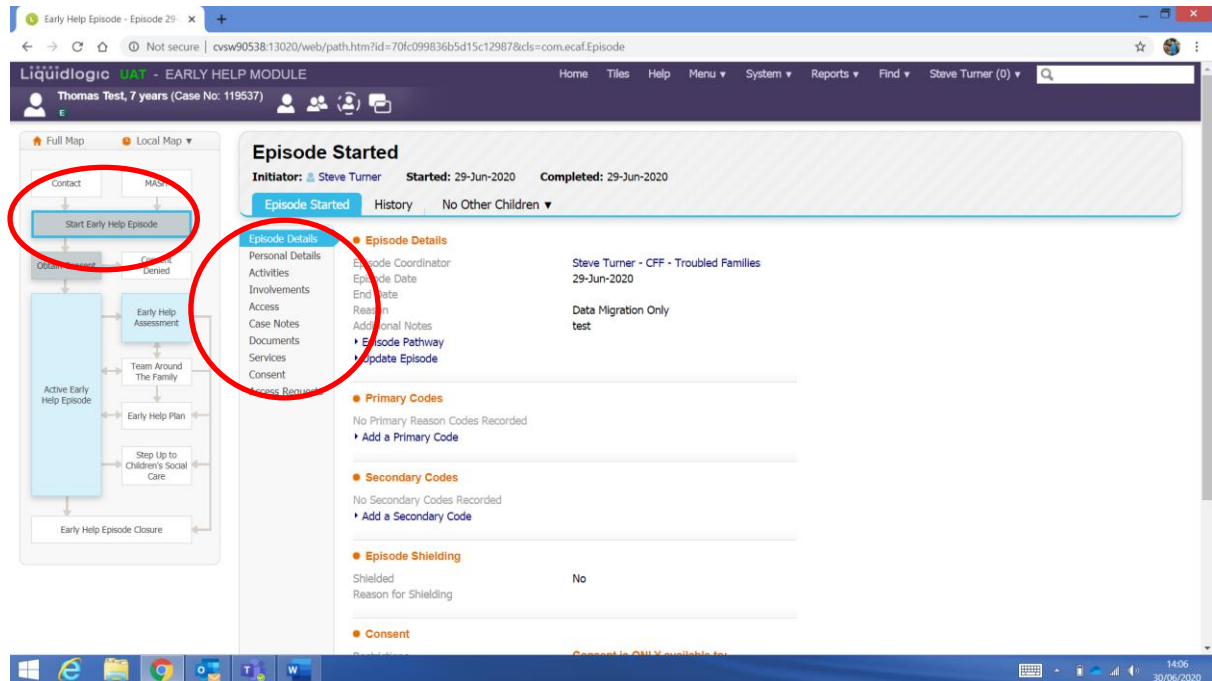 Early Help Episode - Episode 29-
Not secure | cvsw90538:13020/web/path.htm?id=70fc099836b5d15c12987&cls=com.ecaf.Episode
Liquidlogic UAT - EARLY HELP MODULE
Home Tiles Help Menu ▾ System ▾ Reports ▾ Find ▾ Steve Turner (0) ▾
Thomas Test, 7 years (Case No: 119537)
E
Full Map Local Map ▾
Contact
MASH
Start Early Help Episode
Obtain Consent
Consent
Denied
Active Early
Help Episode
Early Help
Assessment
Team Around
The Family
Early Help Plan
Step Up to
Children's Social
Care
Early Help Episode Closure
Episode Started
Initiator: Steve Turner Started: 29-Jun-2020 Completed: 29-Jun-2020
Episode Started History No Other Children ▾
Episode Details
Personal Details
Activities
Involvements
Access
Case Notes
Documents
Services
Consent
Access Requests
Episode Details
Episode Coordinator Steve Turner - CFF - Troubled Families
Episode Date 29-Jun-2020
End Date
Reason Data Migration Only
Additional Notes test
Episode Pathway
Update Episode
Primary Codes
No Primary Reason Codes Recorded
Add a Primary Code
Secondary Codes
No Secondary Codes Recorded
Add a Secondary Code
Episode Shielding
Shielded No
Reason for Shielding
Consent
14:06
30/06/2020